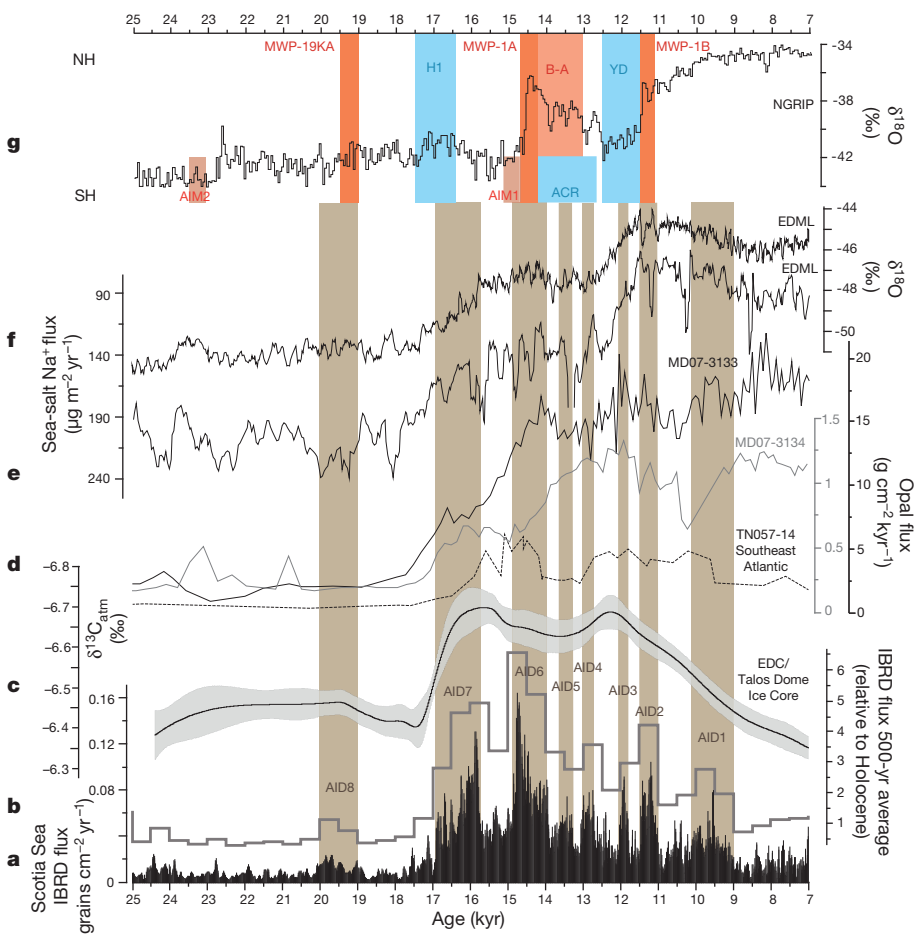 25 24 23 22 21 20 19 18 17 16 15 14 13 12 11 10 9 8 7
NH
MWP-19KA
H1
MWP-1A
B-A
YD
MWP-1B
NGRIP
-34
-38
-42
δ18O
(‰)
g
SH
AIM2
AIM1
ACR
EDML
-44
-46
-48
-50
δ18O
(‰)
EDML
f
90
140
190
240
Sea-salt Na+ flux
(µg m−2 yr−1)
MD07-3133
MD07-3134
20
15
10
5
0
1.5
1
0.5
0
Opal flux
(g cm−2 kyr−1)
e
TN057-14
Southeast
Atlantic
d
−6.8
−6.7
−6.6
−6.5
−6.4
−6.3
δ13Catm
(‰)
c
EDC/
Talos Dome
Ice Core
AID8
AID7
AID6
AID5
AID4
AID3
AID2
AID1
6
5
4
3
2
1
IBRD flux 500-yr average
(relative to Holocene)
b
0.16
0.12
0.08
0
a
Scotia Sea
IBRD flux
grains cm−2 yr−1)
25 24 23 22 21 20 19 18 17 16 15 14 13 12 11 10 9 8 7
Age (kyr)